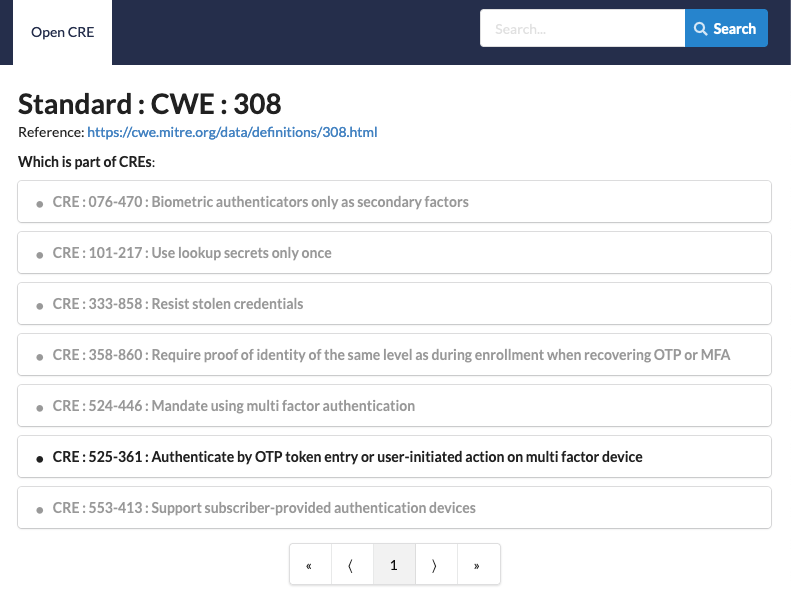 Open CRE
Search...
Search
Standard : CWE : 308
Reference: https://cwe.mitre.org/data/definitions/308.html
Which is part of CREs:
CRE : 076-470 : Biometric authenticators only as secondary factors
CRE : 101-217 : Use lookup secrets only once
CRE : 333-858 : Resist stolen credentials
CRE : 358-860 : Require proof of identity of the same level as during enrollment when recovering OTP or MFA
CRE : 524-446 : Mandate using multi factor authentication
CRE : 525-361 : Authenticate by OTP token entry or user-initiated action on multi factor device
CRE : 553-413 : Support subscriber-provided authentication devices
« ⟨ 1 ⟩ »